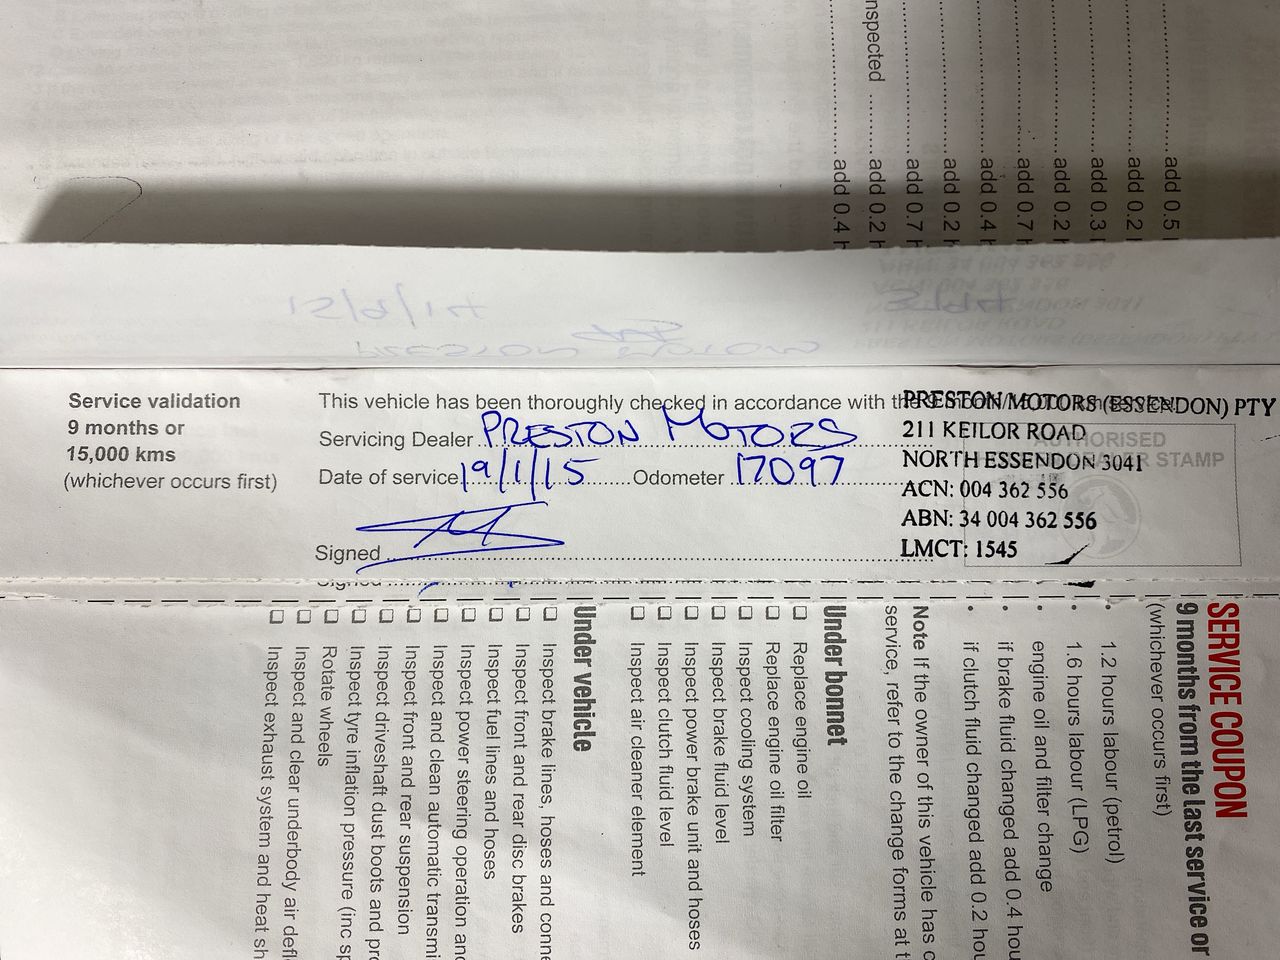 nspected ........ add 0.2 h
add 0.4 h
add 0.2 h
add 0.7 h
add 0.2 h
add 0.4 h
add 0.7 h
add 0.2 h
add 0.3
add 0.2
add 0.5
Service validation
9 months or
15,000 kms
(whichever occurs first)
This vehicle has been thoroughly checked in accordance with the 9 month/
Servicing Dealer PRESTON MOTORS
Date of service 19/1/15 Odometer 17097
Signed
PRESTON MOTORS (ESSENDON) PTY
211 KEILOR ROAD
NORTH ESSENDON 3041
ACN: 004 362 556
ABN: 34 004 362 556
LMCT: 1545
AUTHORISED
DEALER STAMP
Signed
SERVICE COUPON
9 months from the last service or
(whichever occurs first)
• 1.2 hours labour (petrol)
• 1.6 hours labour (LPG)
• engine oil and filter change
• if brake fluid changed add 0.4 hou
• if clutch fluid changed add 0.2 hou
Note If the owner of this vehicle has c
service, refer to the change forms at t
Under bonnet
❏ Replace engine oil
❏ Replace engine oil filter
❏ Inspect cooling system
❏ Inspect brake fluid level
❏ Inspect power brake unit and hoses
❏ Inspect clutch fluid level
❏ Inspect air cleaner element
Under vehicle
❏ Inspect brake lines, hoses and conne
❏ Inspect front and rear disc brakes
❏ Inspect fuel lines and hoses
❏ Inspect power steering operation and
❏ Inspect and clean automatic transmi
❏ Inspect front and rear suspension
❏ Inspect driveshaft dust boots and pro
❏ Inspect tyre inflation pressure (inc sp
❏ Rotate wheels
❏ Inspect and clear underbody air defl
❏ Inspect exhaust system and heat sh